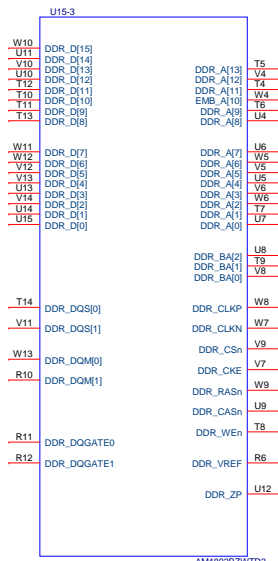 U15-3
W10 DDR_D[15]
U11 DDR_D[14]
V10 DDR_D[13] DDR_A[13] T5
U10 DDR_D[12] DDR_A[12] V4
T12 DDR_D[11] DDR_A[11] T4
T10 DDR_D[10] EMB_A[10] W4
T11 DDR_D[9] DDR_A[9] T6
T13 DDR_D[8] DDR_A[8] U4
W11 DDR_D[7] DDR_A[7] U6
W12 DDR_D[6] DDR_A[6] W5
V12 DDR_D[5] DDR_A[5] V5
V13 DDR_D[4] DDR_A[4] U5
U13 DDR_D[3] DDR_A[3] V6
V14 DDR_D[2] DDR_A[2] W6
U14 DDR_D[1] DDR_A[1] T7
U15 DDR_D[0] DDR_A[0] U7
DDR_BA[2] U8
DDR_BA[1] T9
DDR_BA[0] V8
T14 DDR_DQS[0] DDR_CLKP W8
V11 DDR_DQS[1] DDR_CLKN W7
DDR_CSn V9
W13 DDR_DQM[0] DDR_CKE V7
R10 DDR_DQM[1] DDR_RASn W9
DDR_CASn U9
DDR_WEn T8
R11 DDR_DQGATE0
R12 DDR_DQGATE1 DDR_VREF R6
DDR_ZP U12